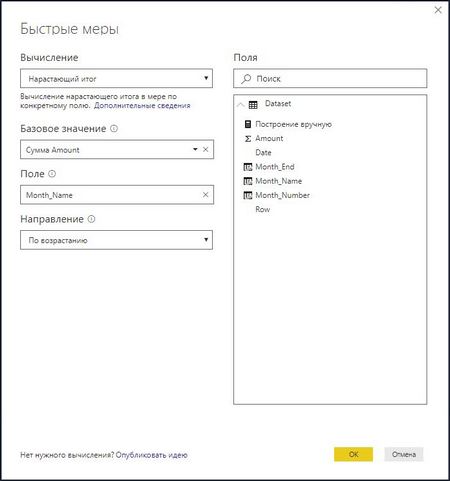 Быстрые меры
Вычисление
Нарастающий итог
Вычисление нарастающего итога в мере по
конкретному полю. Дополнительные сведения
Базовое значение
Сумма Amount
Поле
Month_Name
Направление
По возрастанию
Поля
Поиск
Dataset
Построение вручную
Amount
Date
Month_End
Month_Name
Month_Number
Row
Нет нужного вычисления? Опубликовать идею
ОК
Отмена